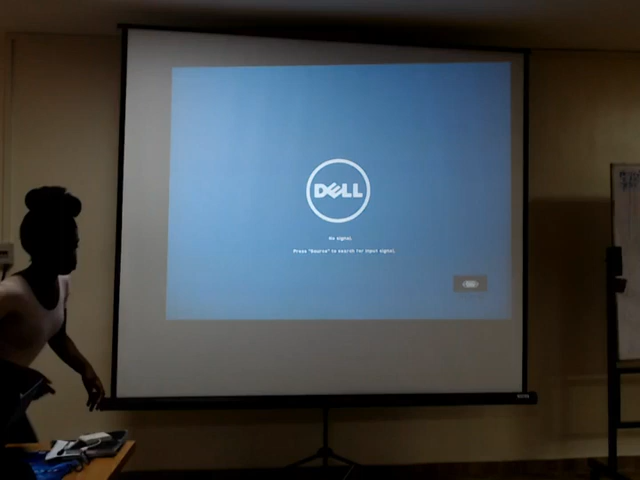 DELL
No signal.
Press "Source" to search for input signal.